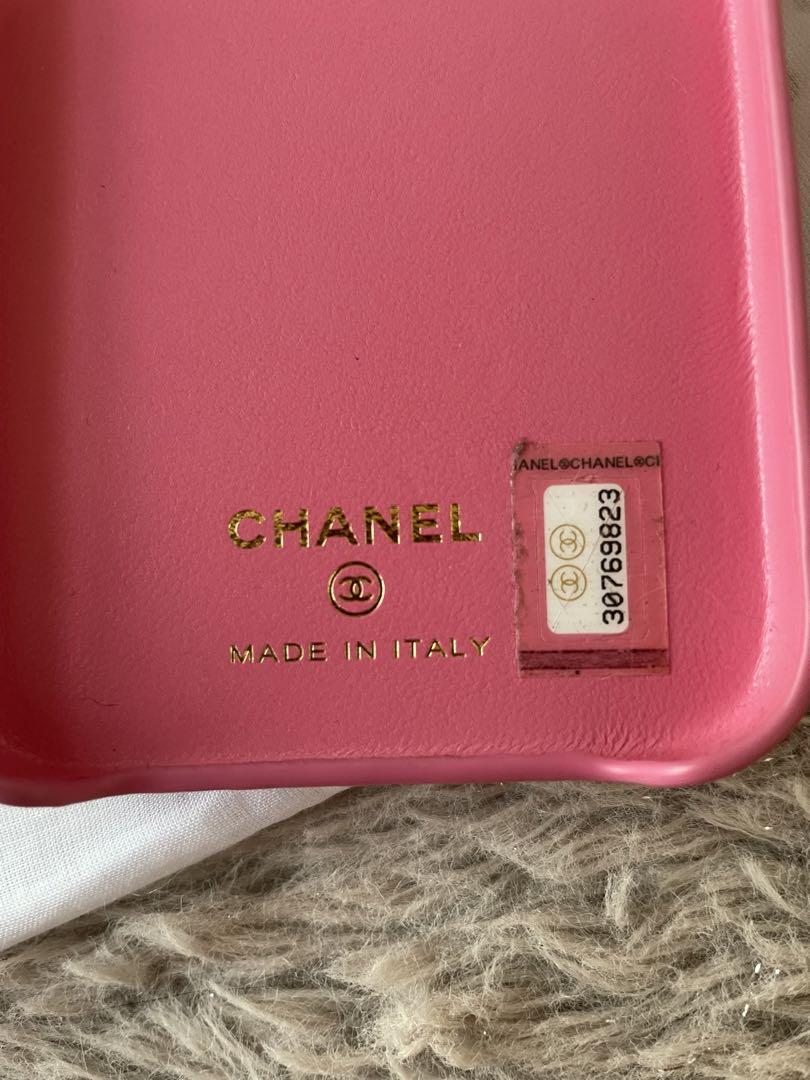 CHANEL
MADE IN ITALY
ANEL CHANEL C
30769823